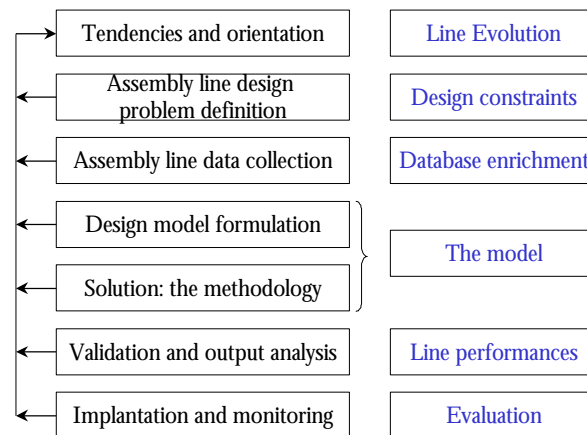 Tendencies and orientation
Line Evolution
Assembly line design
problem definition
Design constraints
Assembly line data collection
Database enrichment
Design model formulation
Solution: the methodology
The model
Validation and output analysis
Line performances
Implantation and monitoring
Evaluation